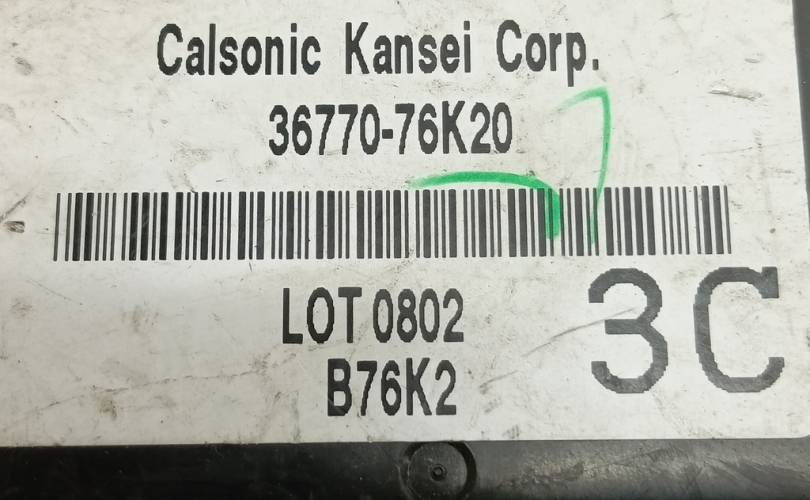 Calsonic Kansei Corp.
36770-76K20
LOT 0802
B76K2
3C